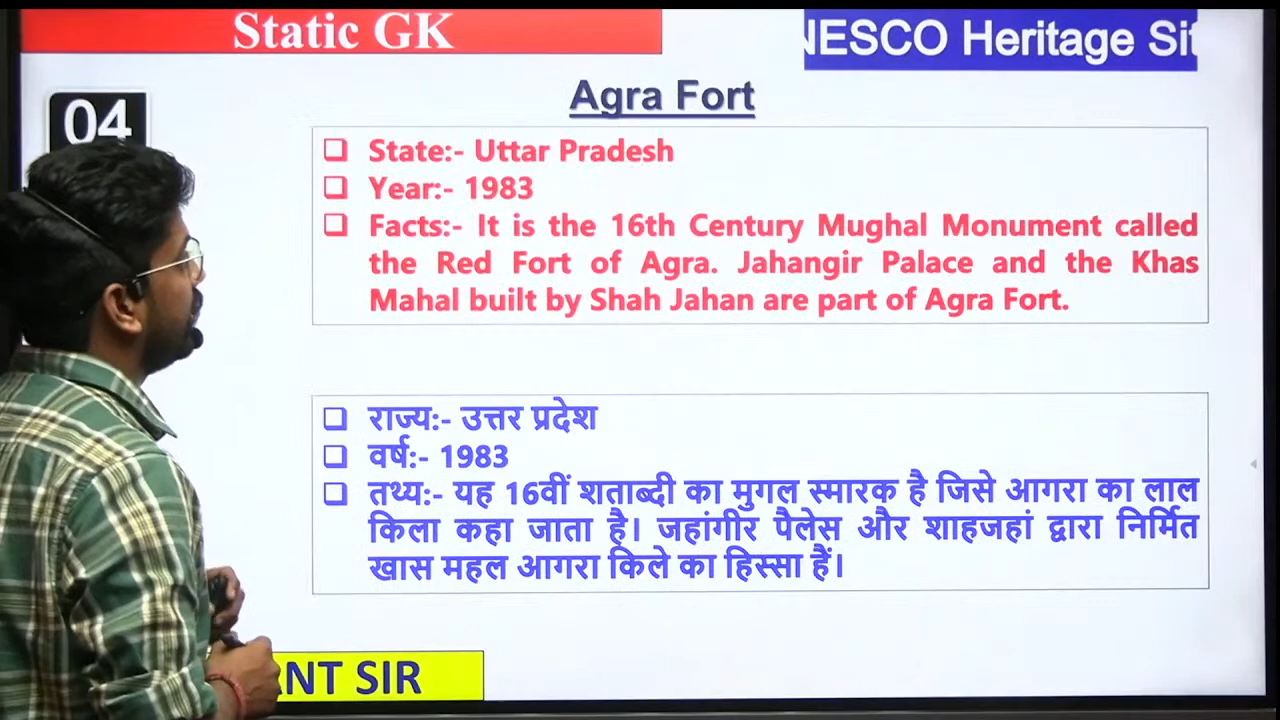 Static GK
NESCO Heritage Sit
Agra Fort
04
❑ State:- Uttar Pradesh
❑ Year:- 1983
❑ Facts:- It is the 16th Century Mughal Monument called
the Red Fort of Agra. Jahangir Palace and the Khas
Mahal built by Shah Jahan are part of Agra Fort.
❑ राज्य:- उत्तर प्रदेश
❑ वर्ष:- 1983
❑ तथ्य:- यह 16वीं शताब्दी का मुगल स्मारक है जिसे आगरा का लाल
किला कहा जाता है। जहांगीर पैलेस और शाहजहां द्वारा निर्मित
खास महल आगरा किले का हिस्सा हैं।
RNT SIR